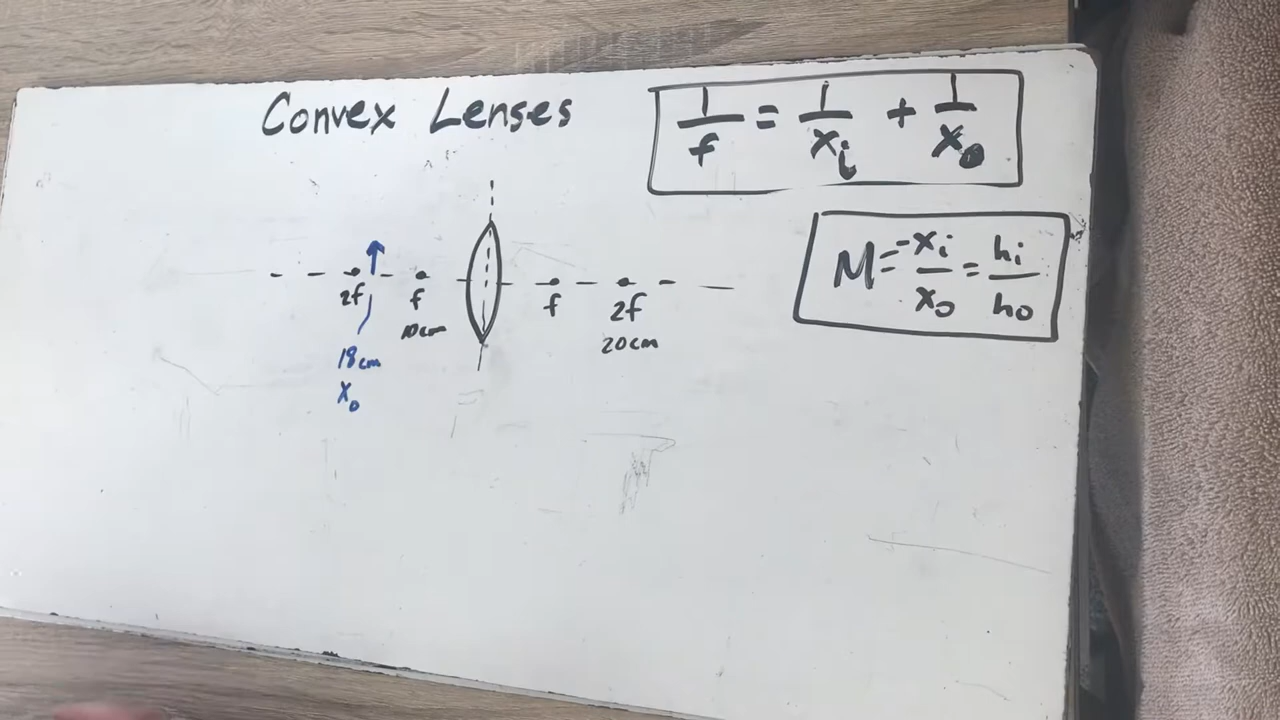 Convex Lenses
1/f = 1/xi + 1/xo
M = -xi/xo = hi/ho
2f f f 2f
10cm 20cm
18cm
xo